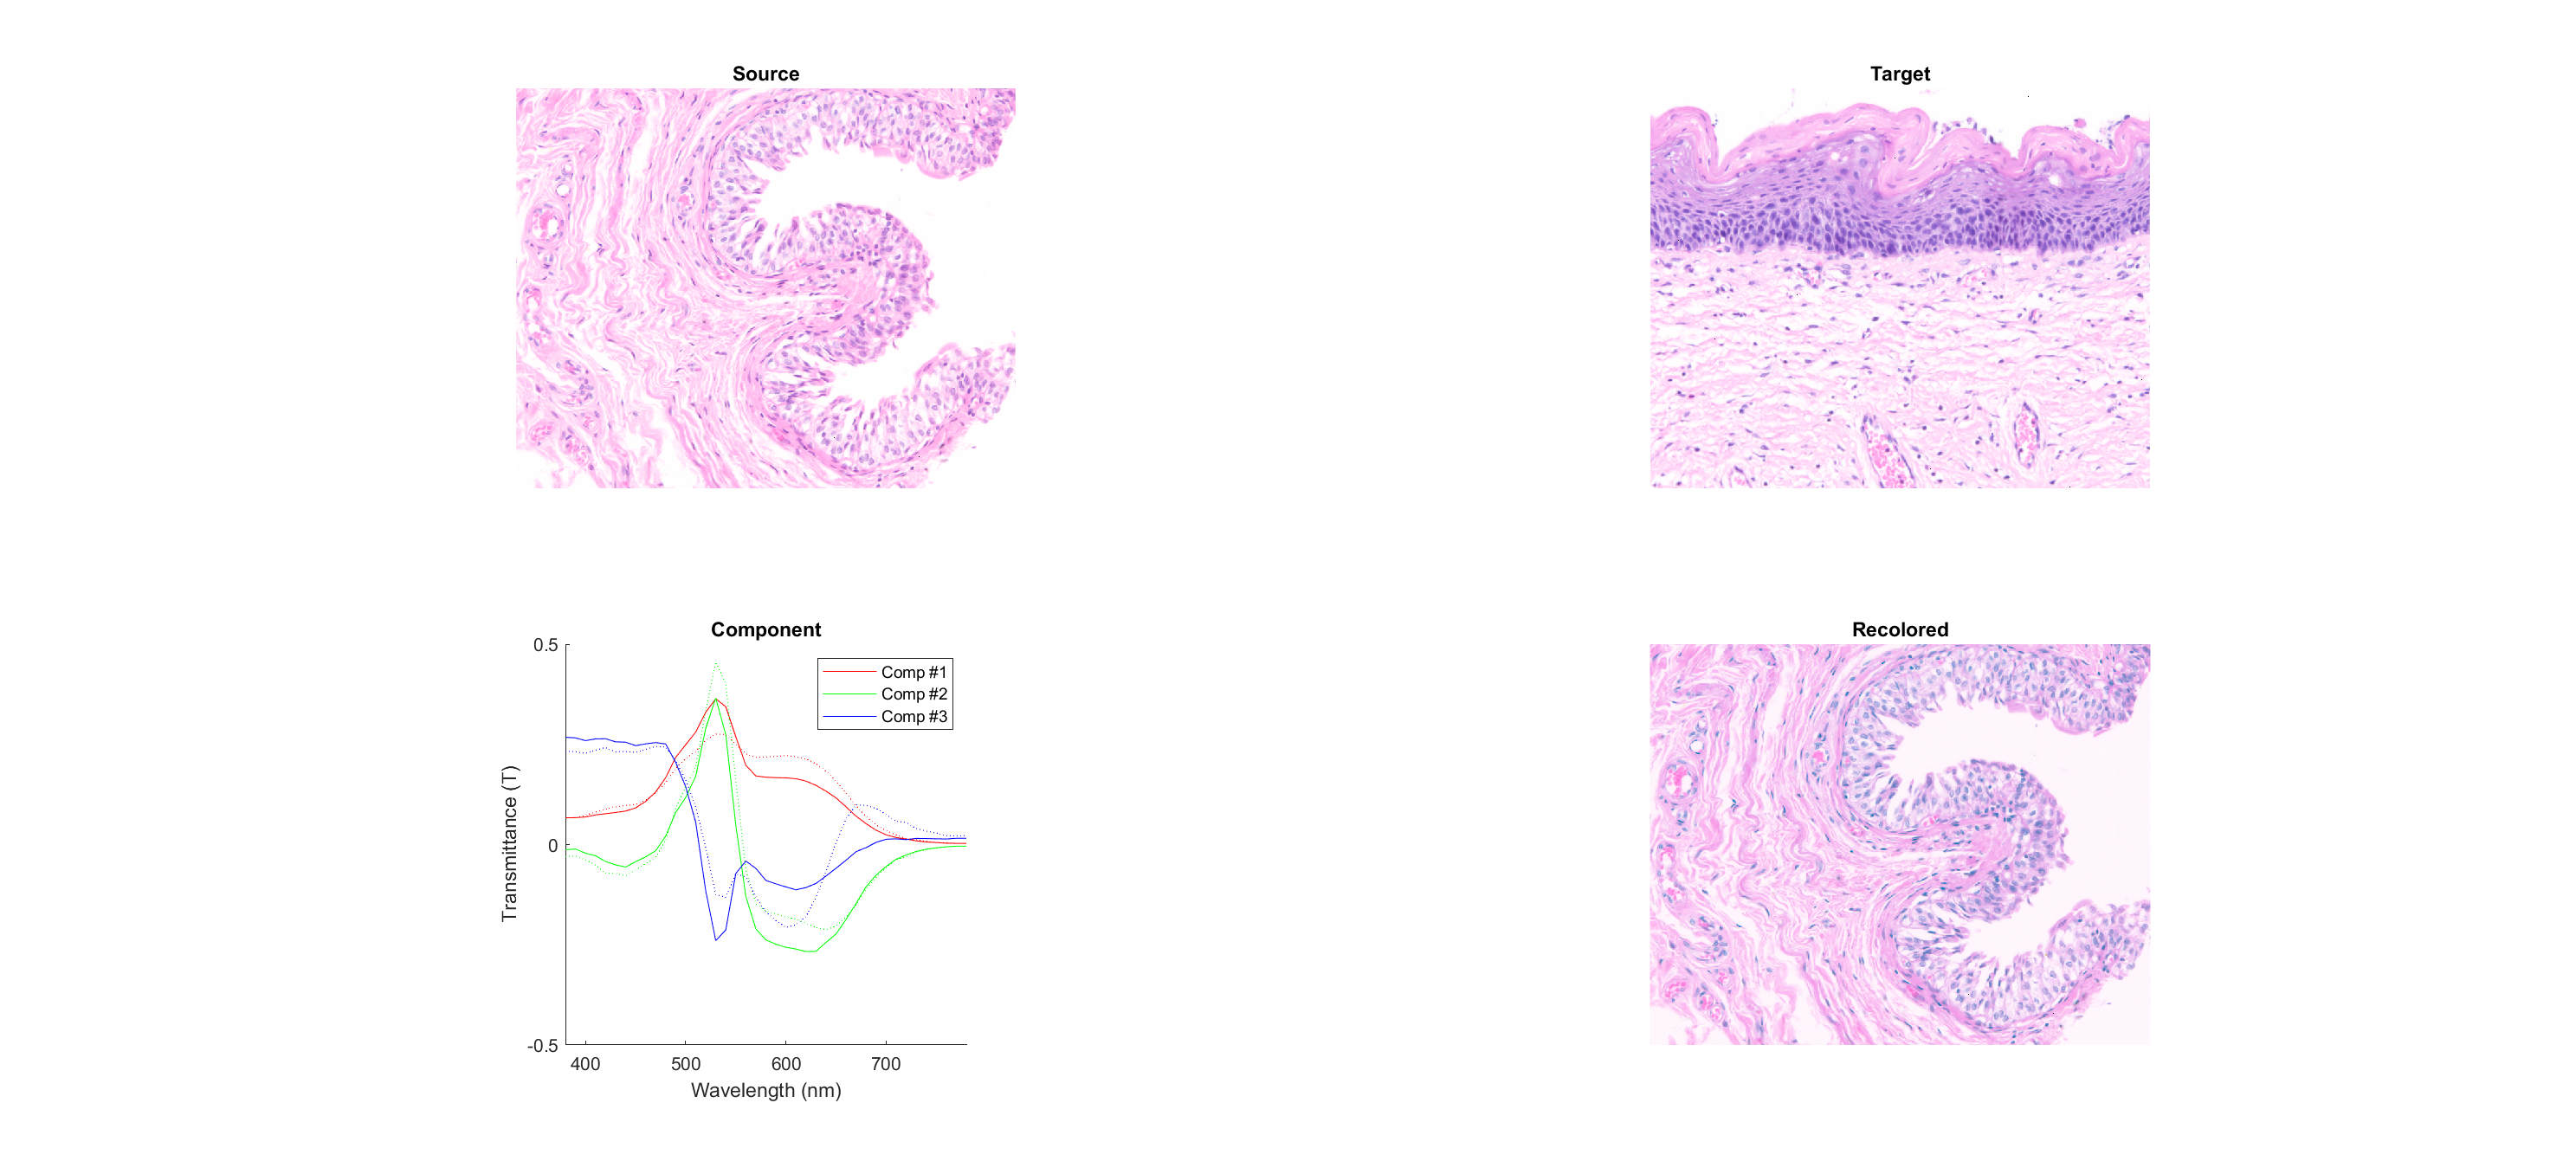 Source
Target
Component
0.5
0
-0.5
Transmittance (T)
400 500 600 700
Wavelength (nm)
Comp #1
Comp #2
Comp #3
Recolored